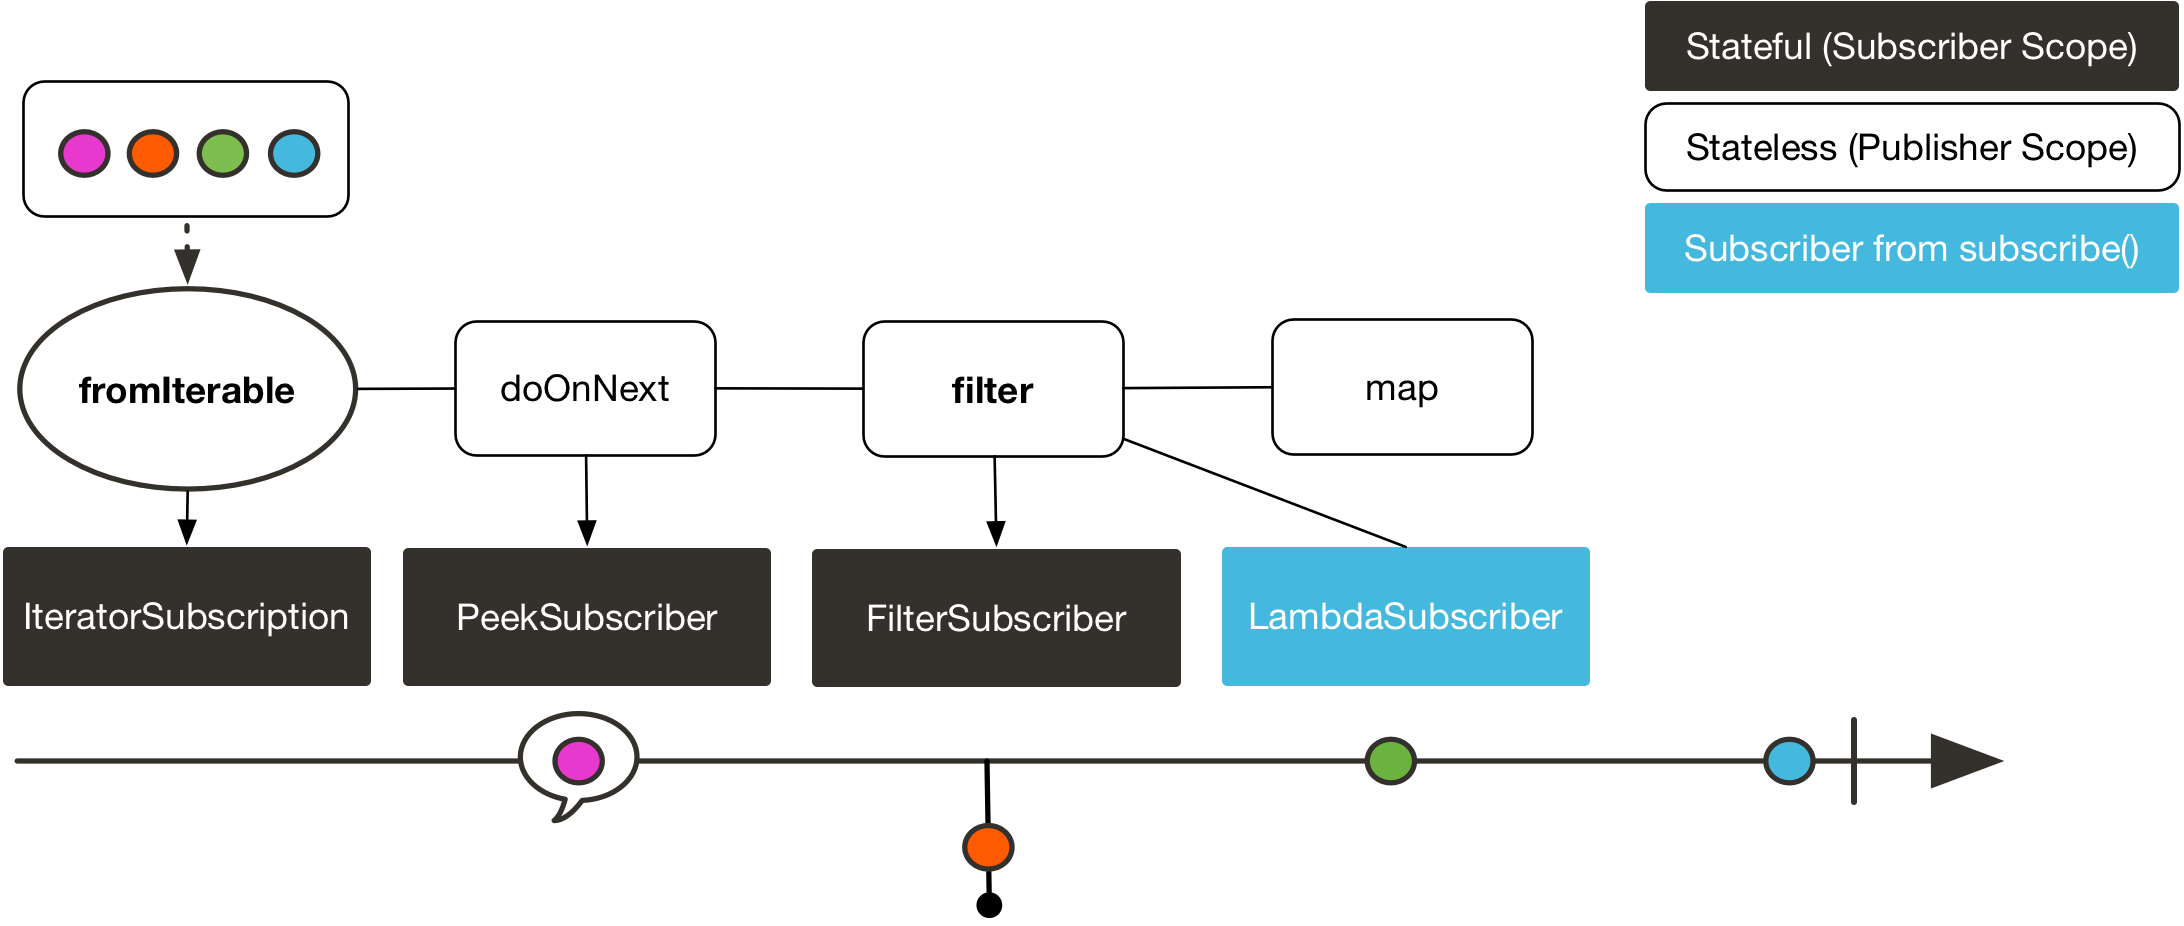 Stateful (Subscriber Scope)
Stateless (Publisher Scope)
Subscriber from subscribe()
fromIterable
doOnNext
filter
map
IteratorSubscription
PeekSubscriber
FilterSubscriber
LambdaSubscriber